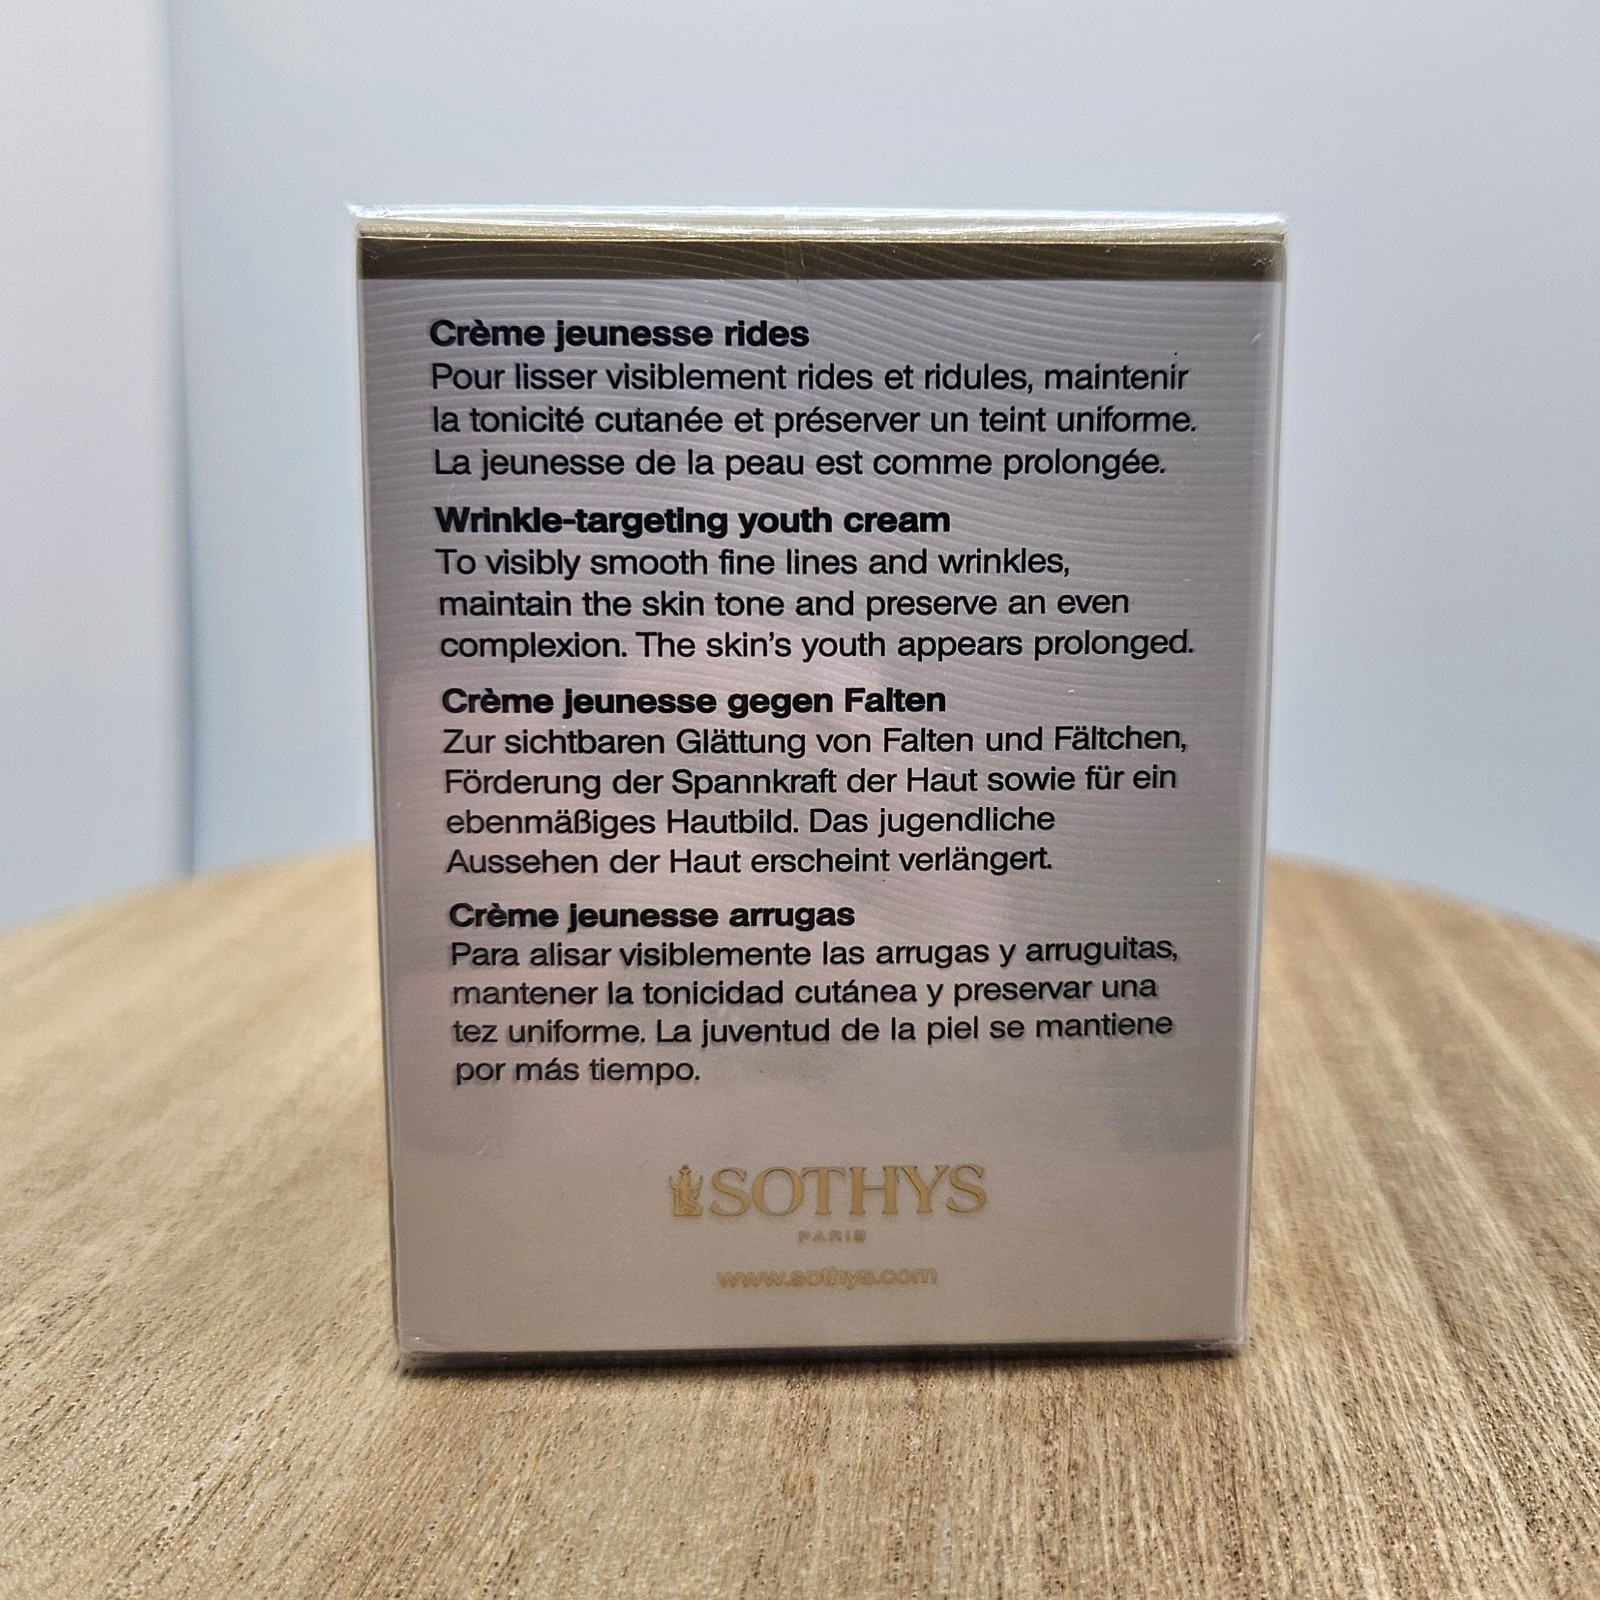 Crème jeunesse rides
Pour lisser visiblement rides et ridules, maintenir
la tonicité cutanée et préserver un teint uniforme.
La jeunesse de la peau est comme prolongée.
Wrinkle-targeting youth cream
To visibly smooth fine lines and wrinkles,
maintain the skin tone and preserve an even
complexion. The skin's youth appears prolonged.
Crème jeunesse gegen Falten
Zur sichtbaren Glättung von Falten und Fältchen,
Förderung der Spannkraft der Haut sowie für ein
ebenmäßiges Hautbild. Das jugendliche
Aussehen der Haut erscheint verlängert.
Crème jeunesse arrugas
Para alisar visiblemente las arrugas y arruguitas,
mantener la tonicidad cutánea y preservar una
tez uniforme. La juventud de la piel se mantiene
por más tiempo.
SOTHYS
PARIS
www.sothys.com